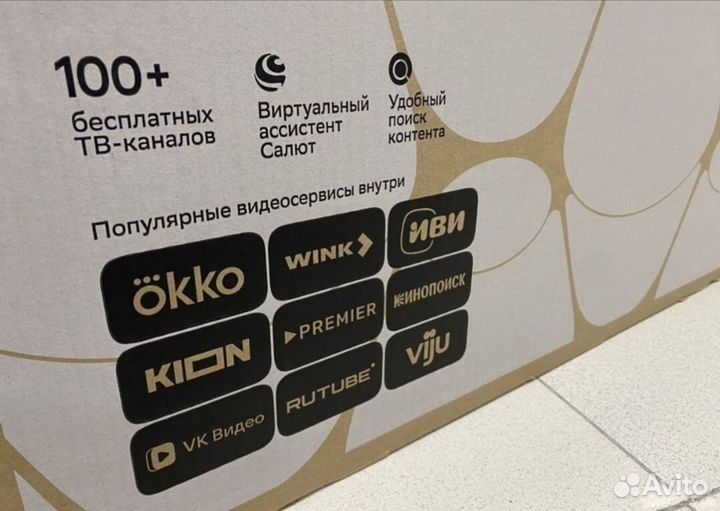 100+
бесплатных
ТВ-каналов
Виртуальный
ассистент
Салют
Удобный
поиск
контента
Популярные видеосервисы внутри
ökko
WINK
иви
KION
PREMIER
КИНОПОИСК
VK Видео
RUTUBE
viju
Avito